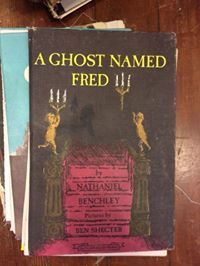 A GHOST NAMED
FRED
by
NATHANIEL
BENCHLEY
Pictures by
BEN SHECTER